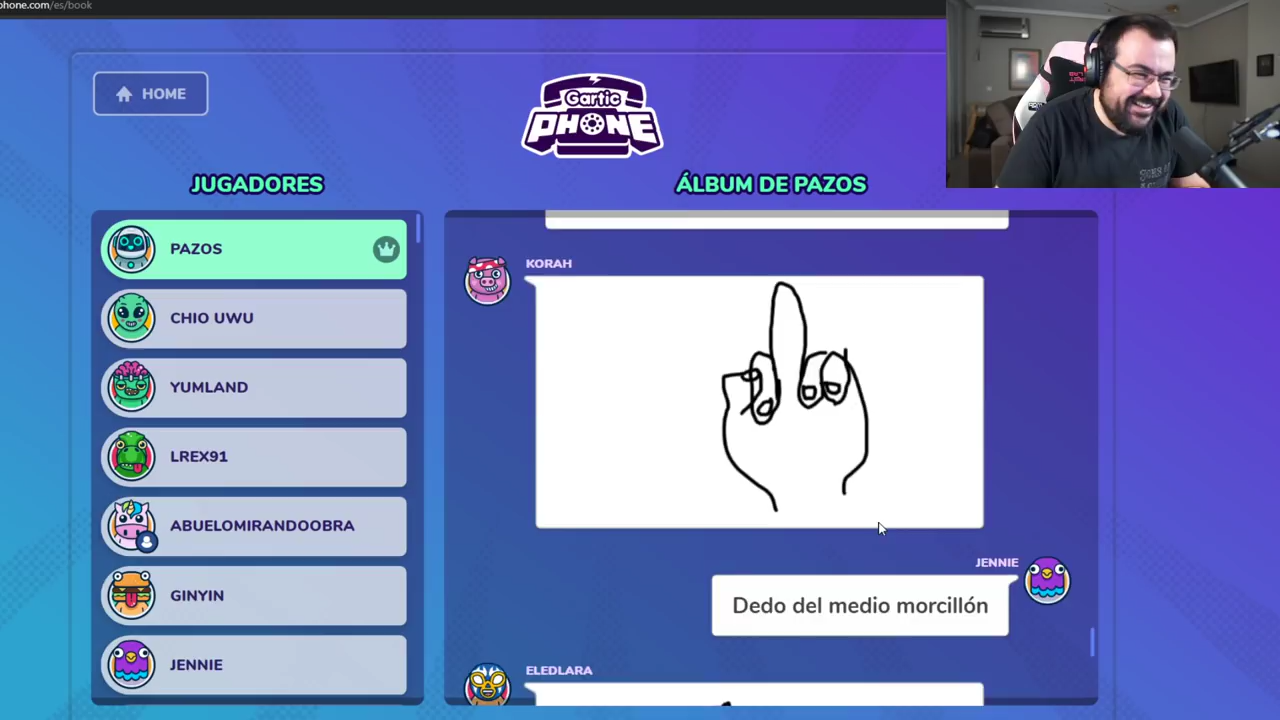 phone.com/es/book
HOME
Gartic
PHONE
JUGADORES
ÁLBUM DE PAZOS
PAZOS
CHIO UWU
YUMLAND
LREX91
ABUELOMIRANDOOBRA
GINYIN
JENNIE
KORAH
JENNIE
Dedo del medio morcillón
ELEDLARA